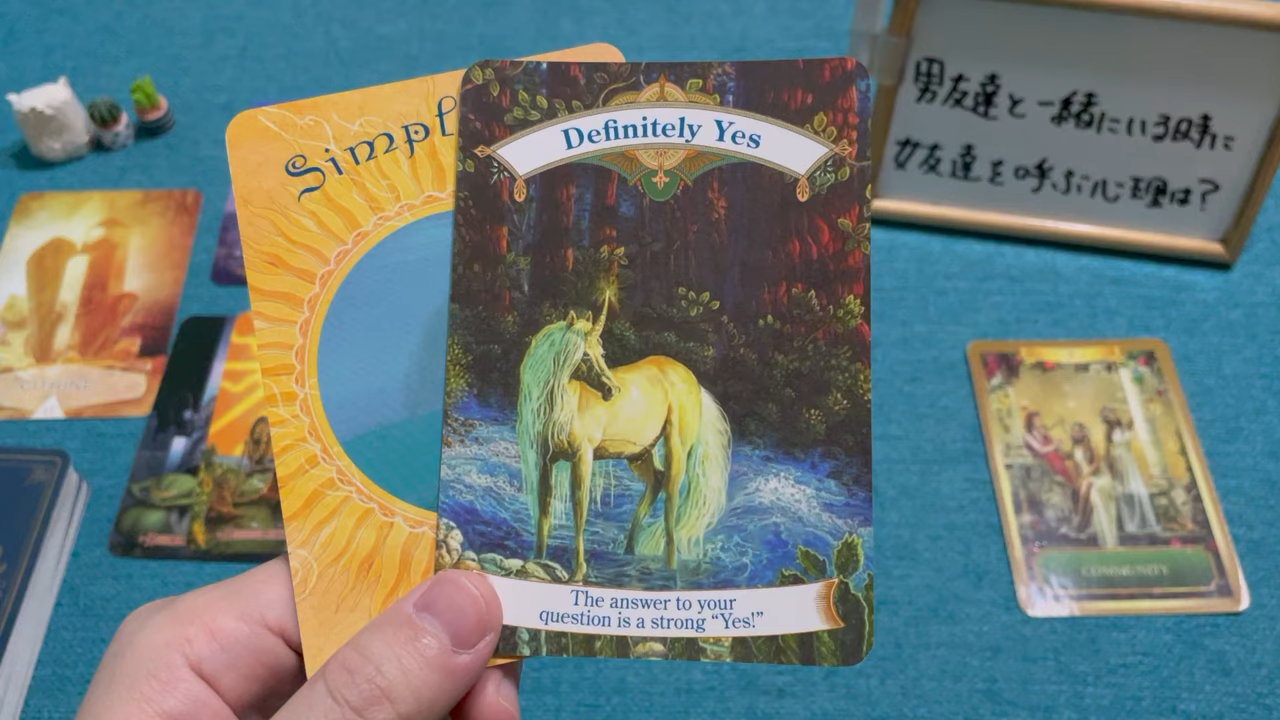 Simpl
Definitely Yes
The answer to your
question is a strong "Yes!"
男友達と一緒にいる時に
女友達を呼ぶ心理は?
CITRINE
COMMUNITY